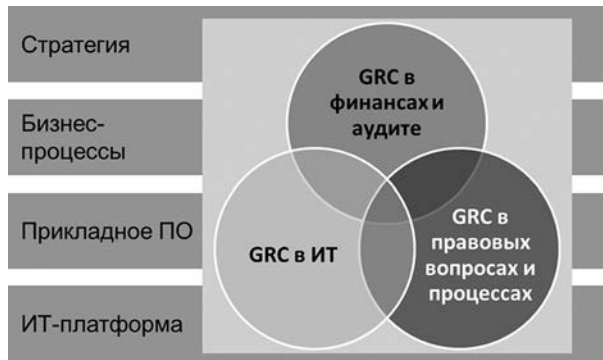 Стратегия
Бизнес-
процессы
Прикладное ПО
ИТ-платформа
GRC в
финансах и
аудите
GRC в ИТ
GRC в
правовых
вопросах и
процессах